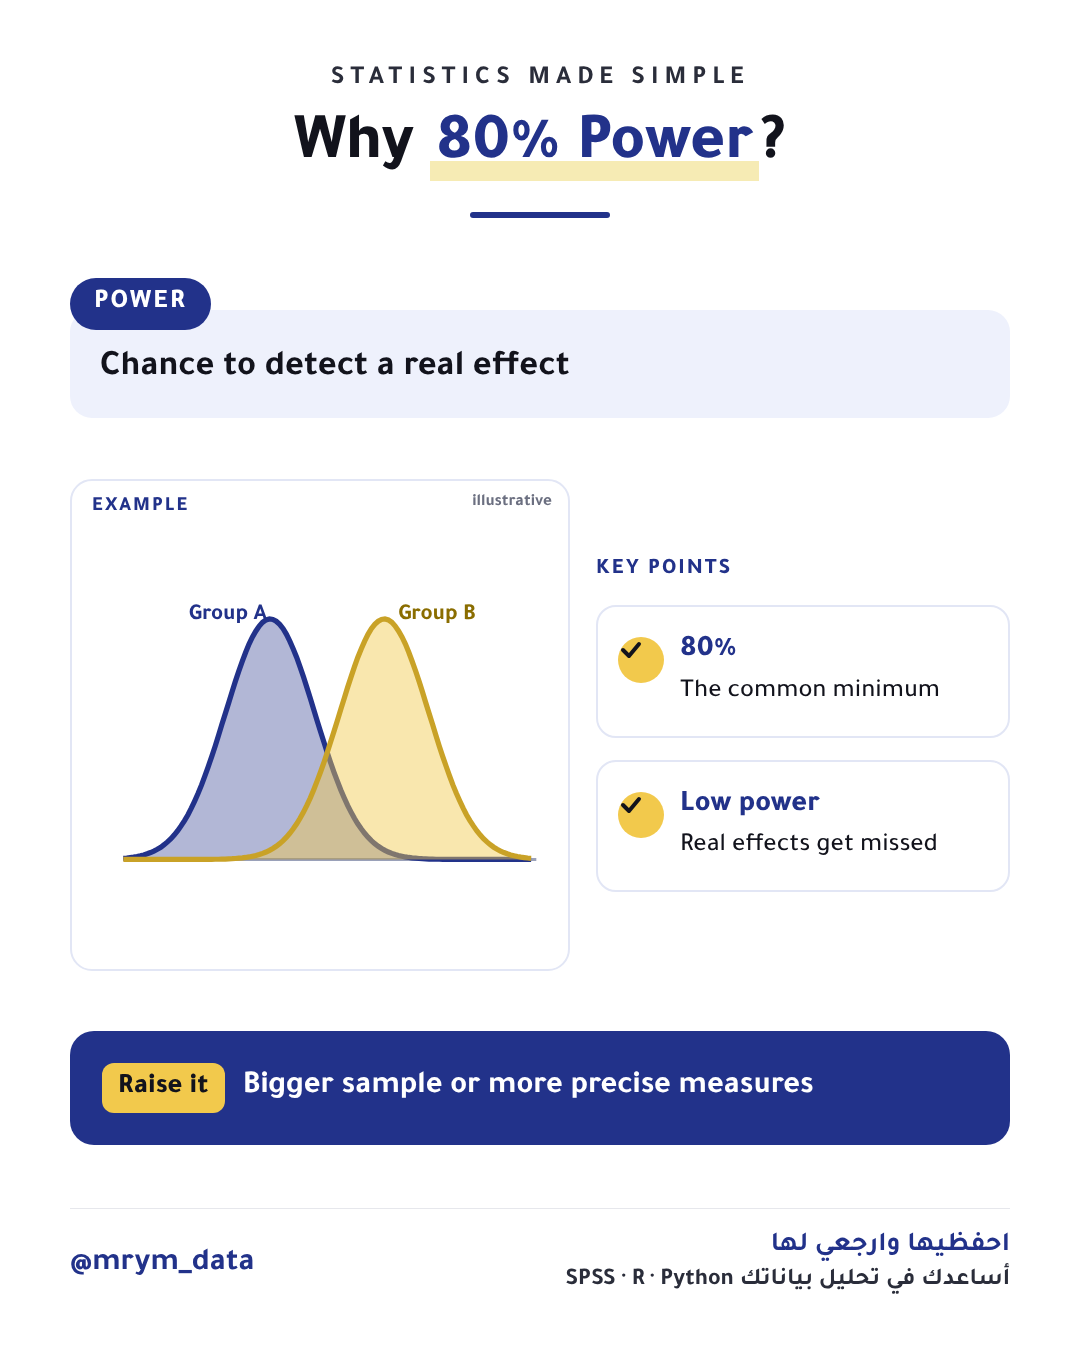 STATISTICS MADE SIMPLE
Why 80% Power?
POWER
Chance to detect a real effect
EXAMPLE
illustrative
Group A
Group B
KEY POINTS
80%
The common minimum
Low power
Real effects get missed
Raise it
Bigger sample or more precise measures
@mrym_data
احفظيها وارجعي لها
أساعدك في تحليل بياناتك SPSS · R · Python